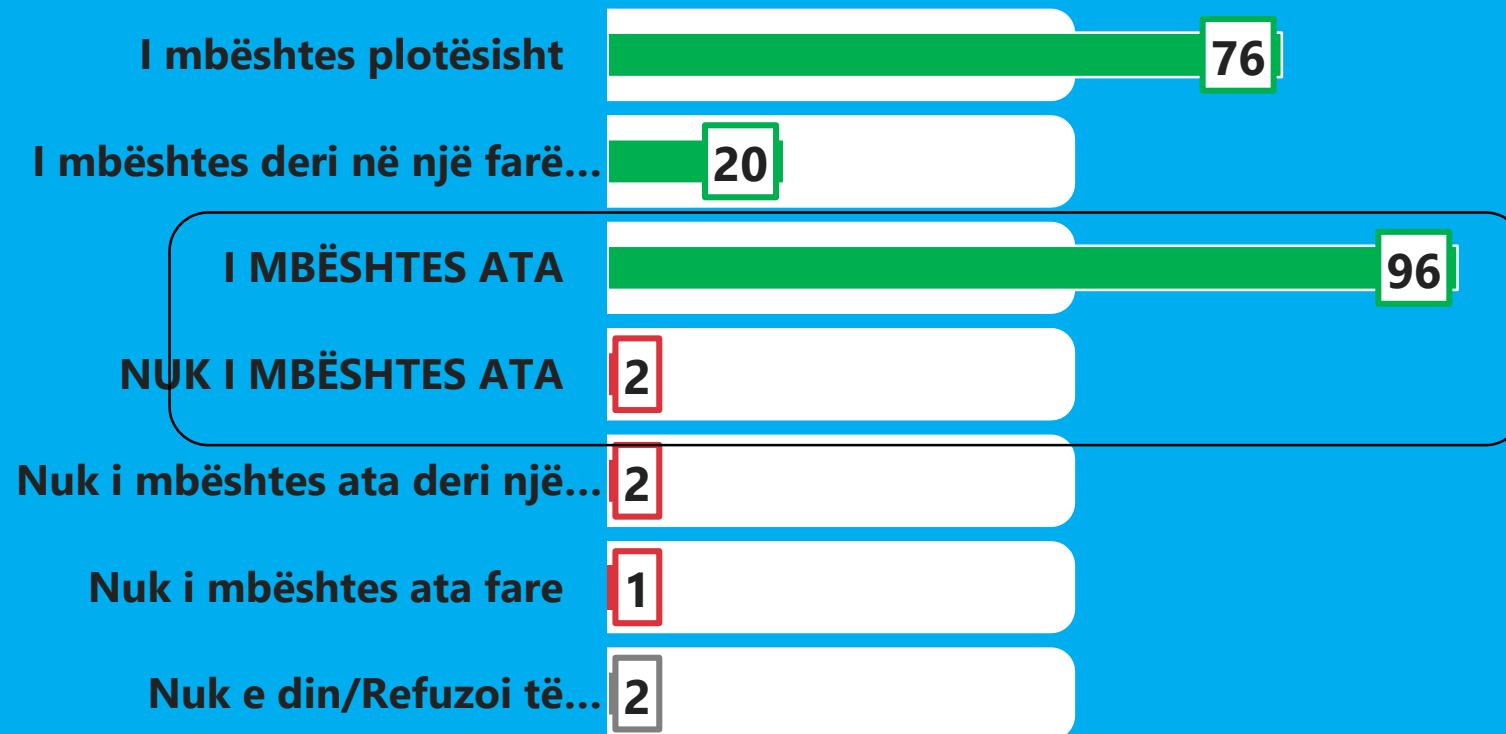 I mbështes plotësisht 76
I mbështes deri në një farë... 20
I MBËSHTES ATA 96
NUK I MBËSHTES ATA 2
Nuk i mbështes ata deri një... 2
Nuk i mbështes ata fare 1
Nuk e din/Refuzoi të... 2